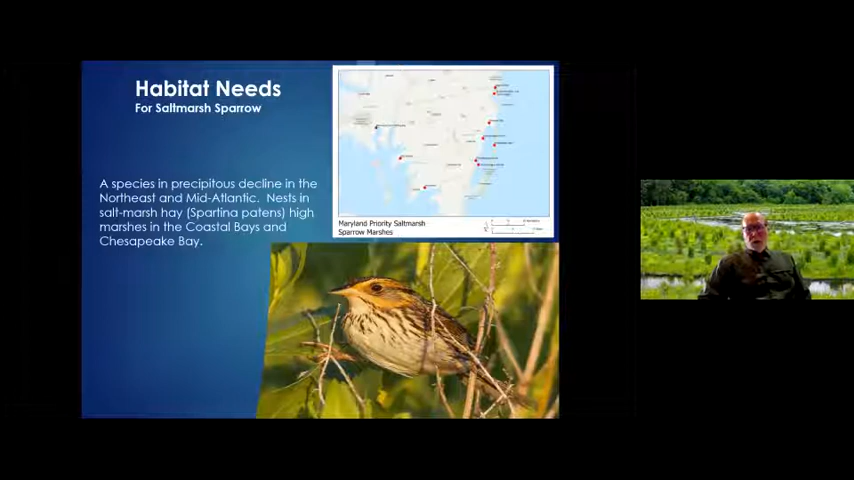 Habitat Needs
For Saltmarsh Sparrow
A species in precipitous decline in the
Northeast and Mid-Atlantic.  Nests in
salt-marsh hay (Spartina patens) high
marshes in the Coastal Bays and
Chesapeake Bay.
Maryland Priority Saltmarsh
Sparrow Marshes